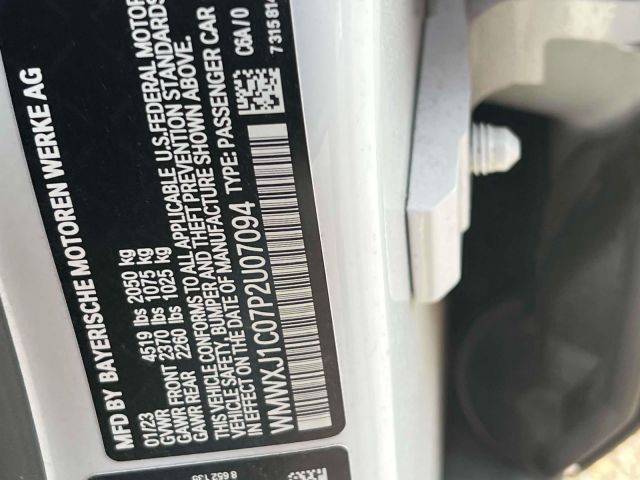 MFD BY BAYERISCHE MOTOREN WERKE AG
01/23
GVWR 4519 lbs 2050 kg
GAWR FRONT 2370 lbs 1075 kg
GAWR REAR 2260 lbs 1025 kg
THIS VEHICLE CONFORMS TO ALL APPLICABLE U.S.FEDERAL MOTOR
VEHICLE SAFETY, BUMPER AND THEFT PREVENTION STANDARDS
IN EFFECT ON THE DATE OF MANUFACTURE SHOWN ABOVE.
WMWXJ1C07P2U07094 TYPE: PASSENGER CAR
C6A / 0
7 315 814
8 652 135